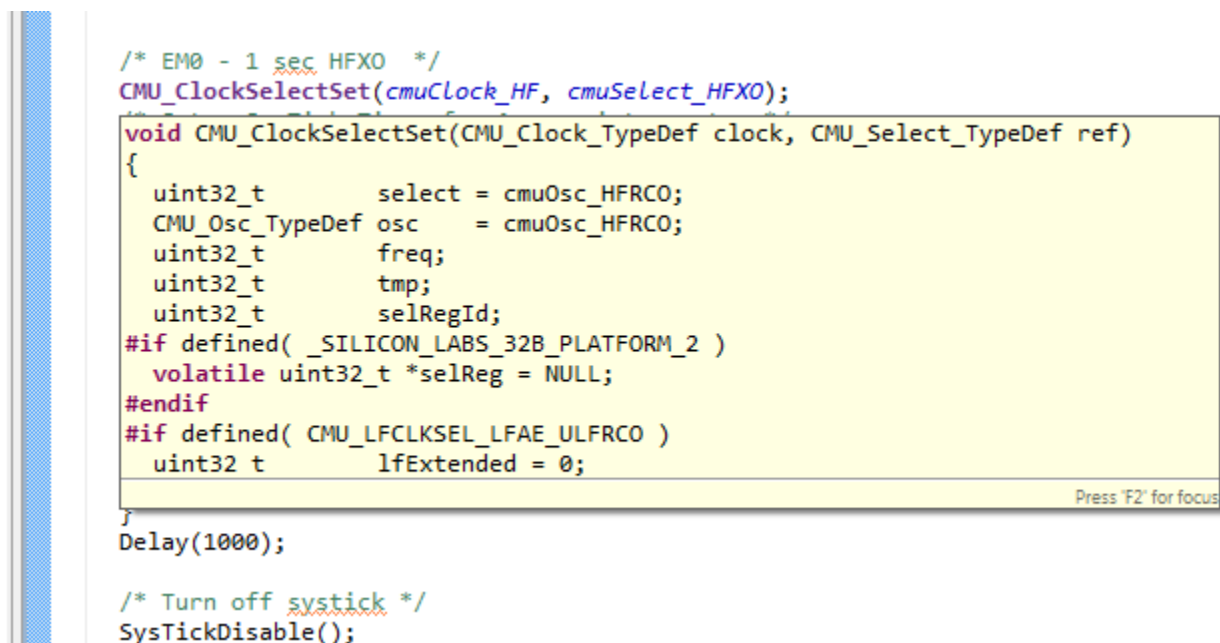 /* EM0 - 1 sec HFXO  */
CMU_ClockSelectSet(cmuClock_HF, cmuSelect_HFXO);
void CMU_ClockSelectSet(CMU_Clock_TypeDef clock, CMU_Select_TypeDef ref)
{
  uint32_t        select = cmuOsc_HFRCO;
  CMU_Osc_TypeDef osc    = cmuOsc_HFRCO;
  uint32_t        freq;
  uint32_t        tmp;
  uint32_t        selRegId;
#if defined( _SILICON_LABS_32B_PLATFORM_2 )
  volatile uint32_t *selReg = NULL;
#endif
#if defined( CMU_LFCLKSEL_LFAE_ULFRCO )
  uint32_t        lfExtended = 0;
Press 'F2' for focus
}
Delay(1000);
/* Turn off systick */
SysTickDisable();